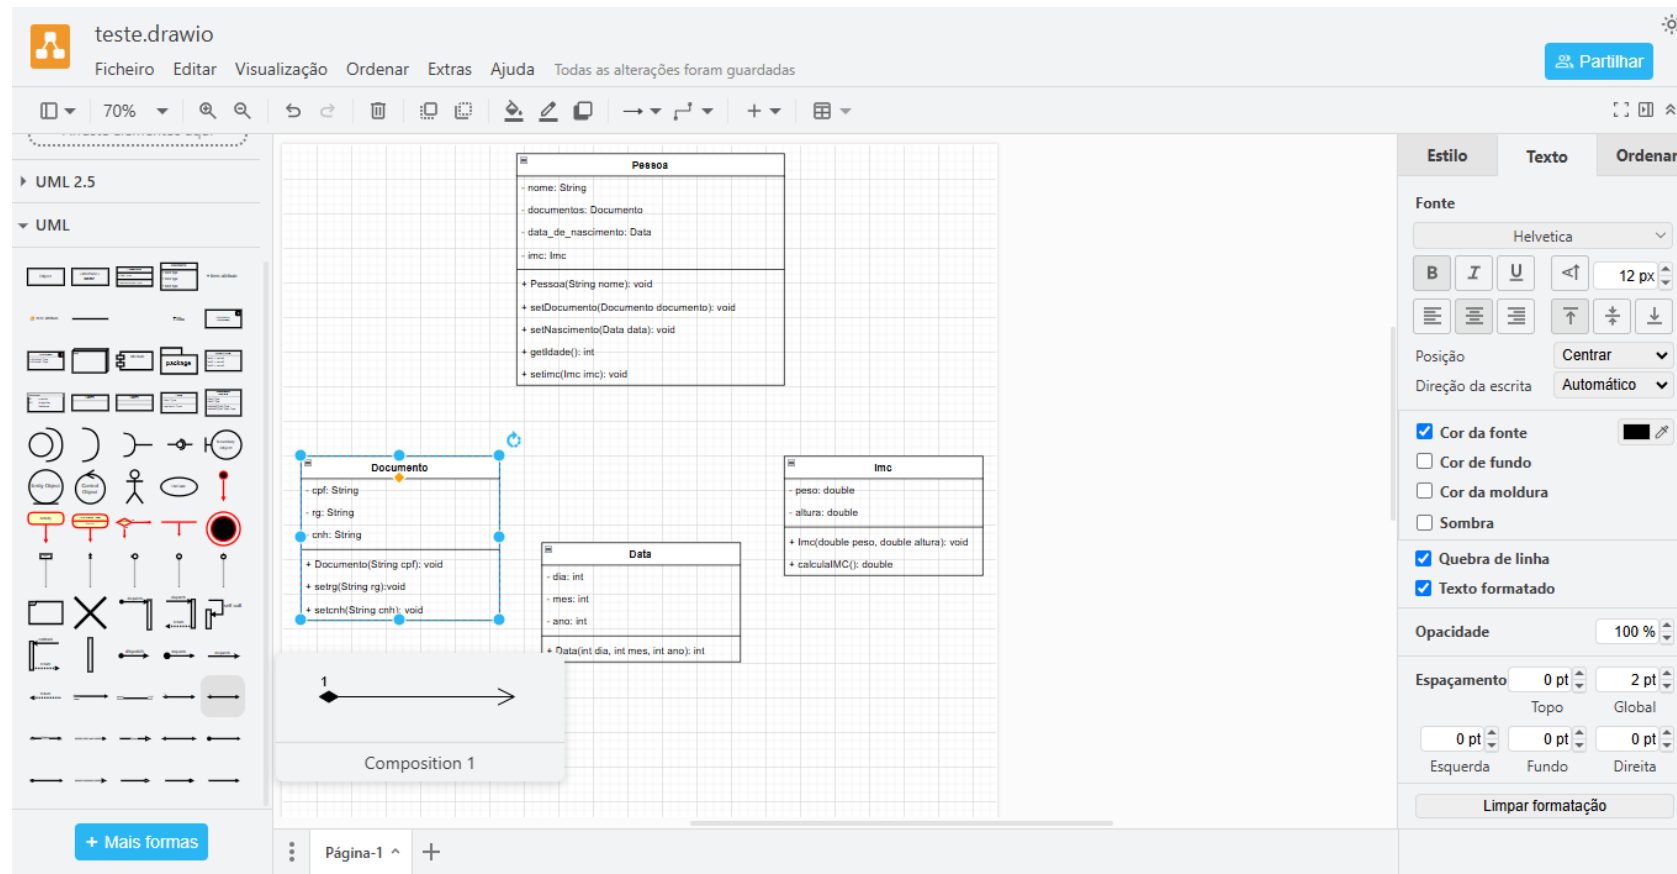 teste.drawio
Ficheiro Editar Visualização Ordenar Extras Ajuda Todas as alterações foram guardadas
Partilhar
70%
UML 2.5
UML
package
Mais formas
Pessoa
- nome: String
- documentos: Documento
- data_de_nascimento: Data
- imc: Imc
+ Pessoa(String nome): void
+ setDocumento(Documento documento): void
+ setNascimento(Data data): void
+ getIdade(): int
+ setimc(Imc imc): void
Documento
- cpf: String
- rg: String
- cnh: String
+ Documento(String cpf): void
+ setrg(String rg):void
+ setcnh(String cnh): void
Data
- dia: int
- mes: int
- ano: int
+ Data(int dia, int mes, int ano): int
Imc
- peso: double
- altura: double
+ Imc(double peso, double altura): void
+ calculaIMC(): double
1
Composition 1
Página-1
Estilo Texto Ordenar
Fonte
Helvetica
B I U 12 px
Posição Centrar
Direção da escrita Automático
Cor da fonte
Cor de fundo
Cor da moldura
Sombra
Quebra de linha
Texto formatado
Opacidade 100 %
Espaçamento 0 pt 2 pt
Topo Global
0 pt 0 pt 0 pt
Esquerda Fundo Direita
Limpar formatação